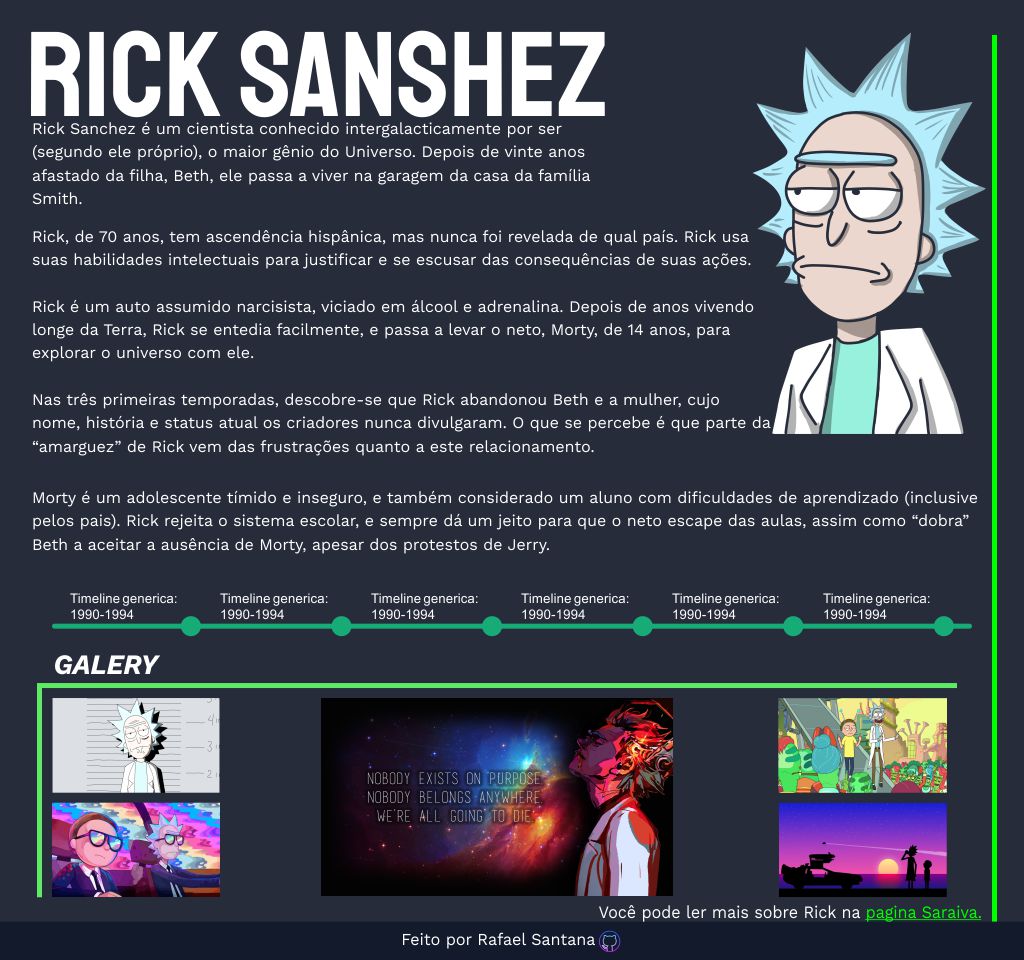 RICK SANSHEZ
Rick Sanchez é um cientista conhecido intergalacticamente por ser
(segundo ele próprio), o maior gênio do Universo. Depois de vinte anos
afastado da filha, Beth, ele passa a viver na garagem da casa da família
Smith.
Rick, de 70 anos, tem ascendência hispânica, mas nunca foi revelada de qual país. Rick usa
suas habilidades intelectuais para justificar e se escusar das consequências de suas ações.
Rick é um auto assumido narcisista, viciado em álcool e adrenalina. Depois de anos vivendo
longe da Terra, Rick se entedia facilmente, e passa a levar o neto, Morty, de 14 anos, para
explorar o universo com ele.
Nas três primeiras temporadas, descobre-se que Rick abandonou Beth e a mulher, cujo
nome, história e status atual os criadores nunca divulgaram. O que se percebe é que parte da
“amarguez” de Rick vem das frustrações quanto a este relacionamento.
Morty é um adolescente tímido e inseguro, e também considerado um aluno com dificuldades de aprendizado (inclusive
pelos pais). Rick rejeita o sistema escolar, e sempre dá um jeito para que o neto escape das aulas, assim como “dobra”
Beth a aceitar a ausência de Morty, apesar dos protestos de Jerry.
Timeline generica:
1990-1994
Timeline generica:
1990-1994
Timeline generica:
1990-1994
Timeline generica:
1990-1994
Timeline generica:
1990-1994
Timeline generica:
1990-1994
GALERY
4
3
2
NOBODY EXISTS ON PURPOSE.
NOBODY BELONGS ANYWHERE.
WE'RE ALL GOING TO DIE.
Você pode ler mais sobre Rick na pagina Saraiva.
Feito por Rafael Santana